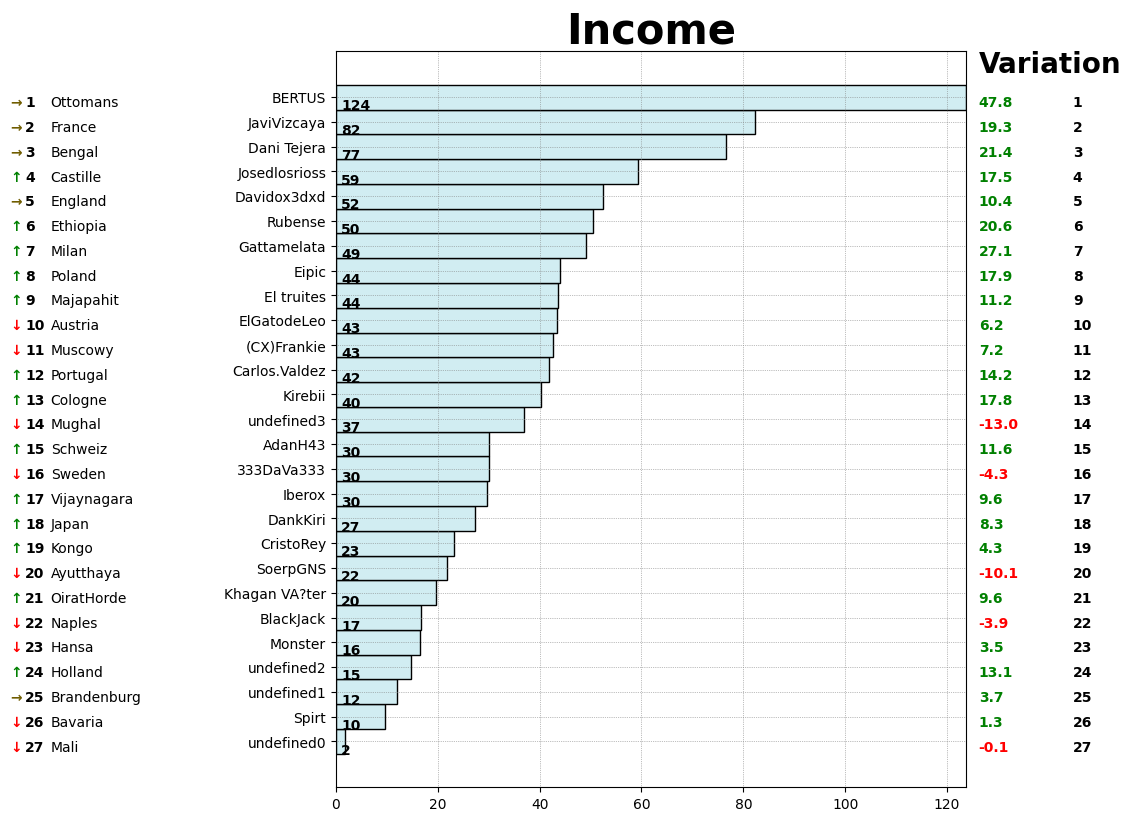 Income
Variation
→ 1 Ottomans BERTUS 124 47.8 1
→ 2 France JaviVizcaya 82 19.3 2
→ 3 Bengal Dani Tejera 77 21.4 3
↑ 4 Castille Josedlosrioss 59 17.5 4
→ 5 England Davidox3dxd 52 10.4 5
↑ 6 Ethiopia Rubense 50 20.6 6
↑ 7 Milan Gattamelata 49 27.1 7
↑ 8 Poland Eipic 44 17.9 8
↑ 9 Majapahit El truites 44 11.2 9
↓ 10 Austria ElGatodeLeo 43 6.2 10
↓ 11 Muscowy (CX)Frankie 43 7.2 11
↑ 12 Portugal Carlos.Valdez 42 14.2 12
↑ 13 Cologne Kirebii 40 17.8 13
↓ 14 Mughal undefined3 37 -13.0 14
↑ 15 Schweiz AdanH43 30 11.6 15
↓ 16 Sweden 333DaVa333 30 -4.3 16
↑ 17 Vijaynagara Iberox 30 9.6 17
↑ 18 Japan DankKiri 27 8.3 18
↑ 19 Kongo CristoRey 23 4.3 19
↓ 20 Ayutthaya SoerpGNS 22 -10.1 20
↑ 21 OiratHorde Khagan VA?ter 20 9.6 21
↓ 22 Naples BlackJack 17 -3.9 22
↓ 23 Hansa Monster 16 3.5 23
↑ 24 Holland undefined2 15 13.1 24
→ 25 Brandenburg undefined1 12 3.7 25
↓ 26 Bavaria Spirt 10 1.3 26
↓ 27 Mali undefined0 2 -0.1 27
0 20 40 60 80 100 120